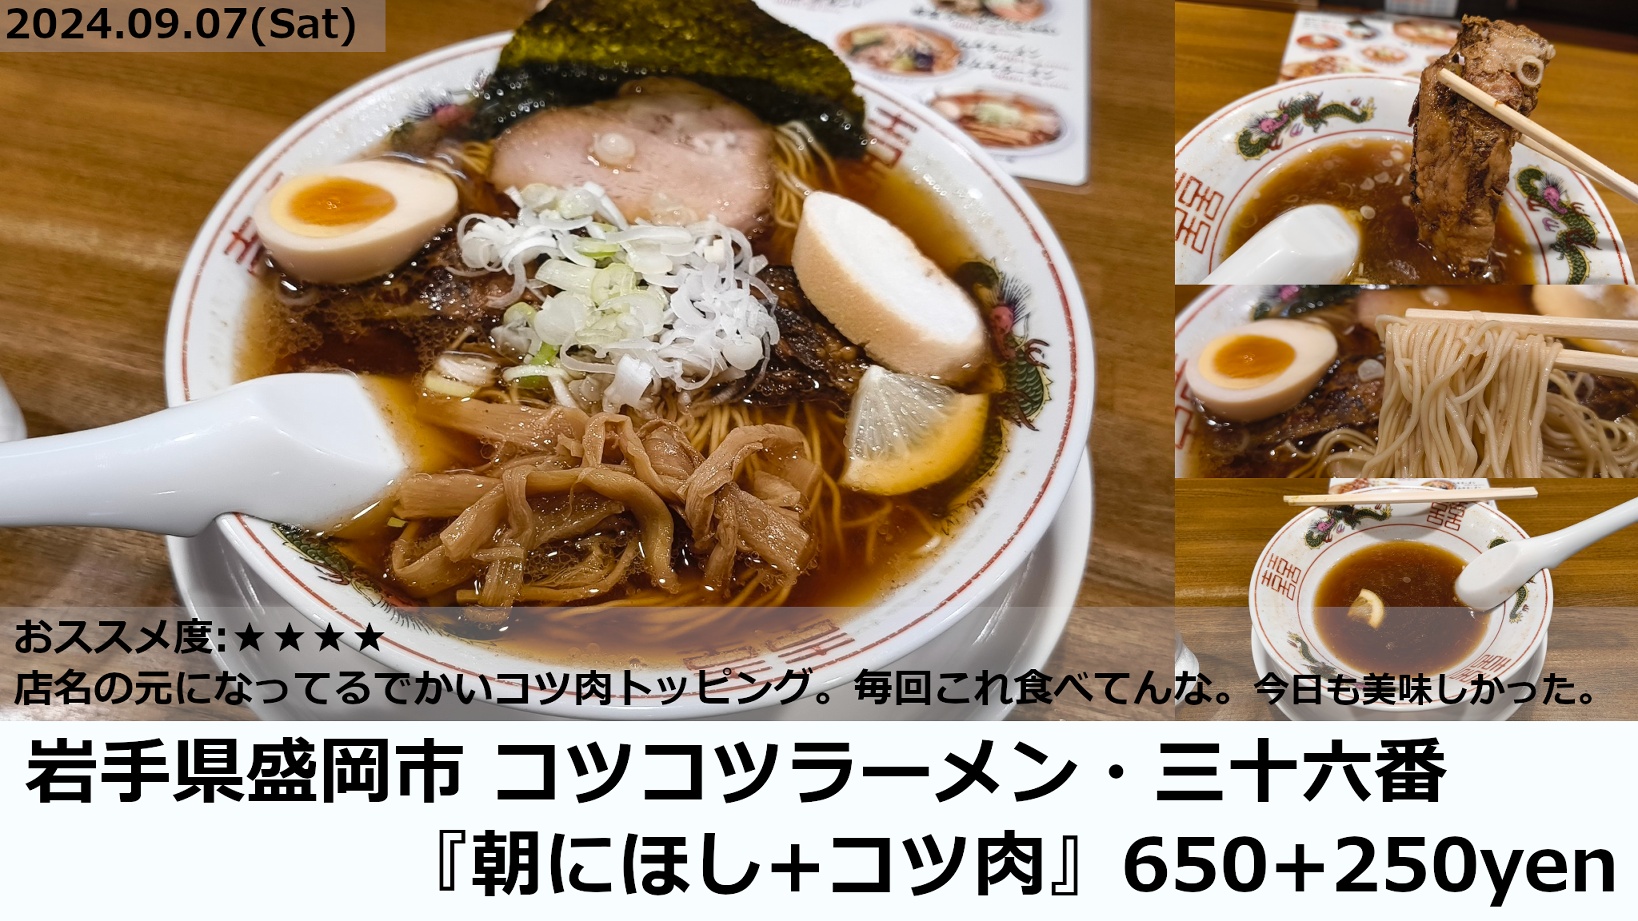 2024.09.07(Sat)
おススメ度:★★★★
店名の元になってるでかいコツ肉トッピング。毎回これ食べてんな。今日も美味しかった。
岩手県盛岡市 コツコツラーメン・三十六番
『朝にほし+コツ肉』650+250yen